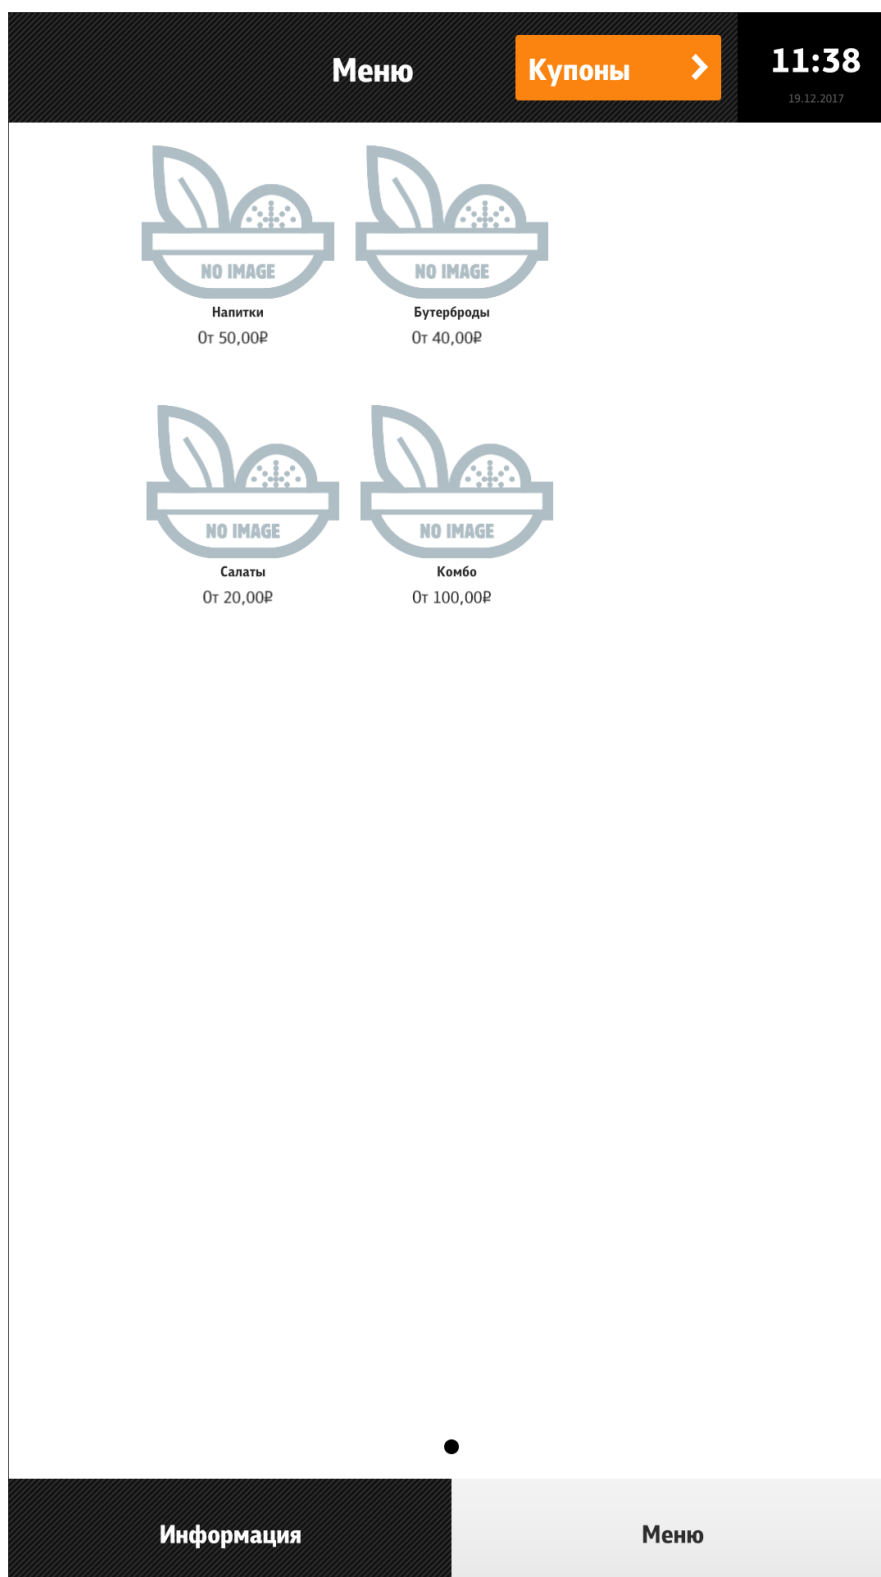 Меню
Купоны
11:38
19.12.2017
NO IMAGE
NO IMAGE
Напитки
Бутерброды
От 50,00₽
От 40,00₽
NO IMAGE
NO IMAGE
Салаты
Комбо
От 20,00₽
От 100,00₽
Информация
Меню